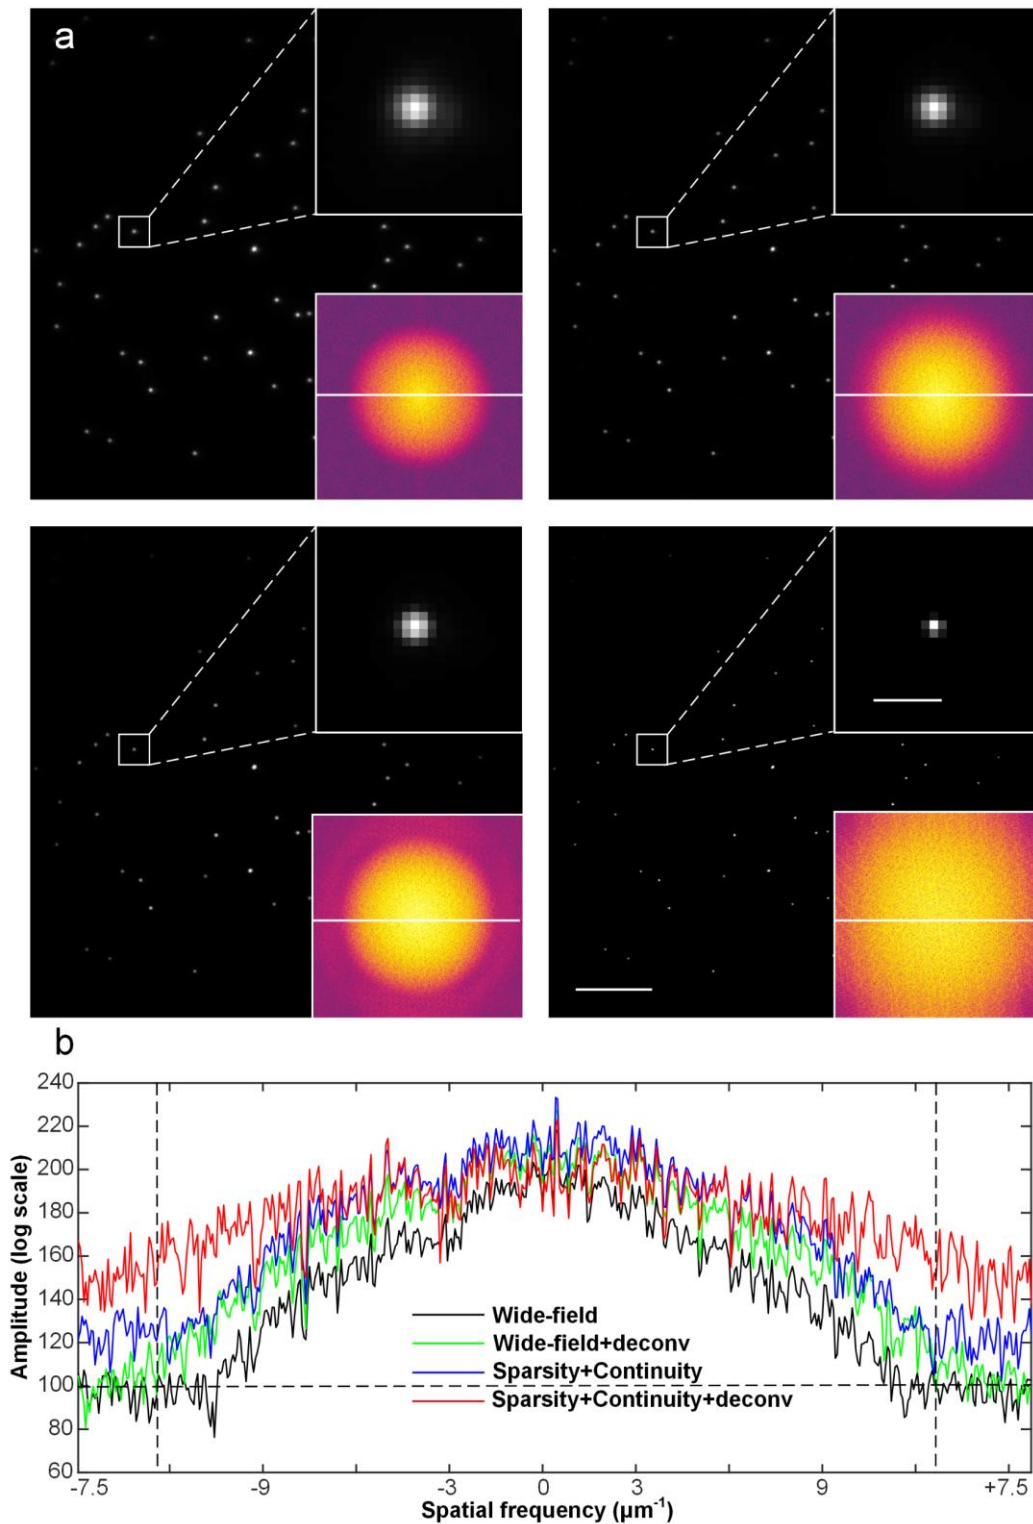 a
b
240
220
200
180
160
140
120
100
80
60
Amplitude (log scale)
Wide-field
Wide-field+deconv
Sparsity+Continuity
Sparsity+Continuity+deconv
-7.5 -9 -3 0 3 9 +7.5
Spatial frequency (μm⁻¹)